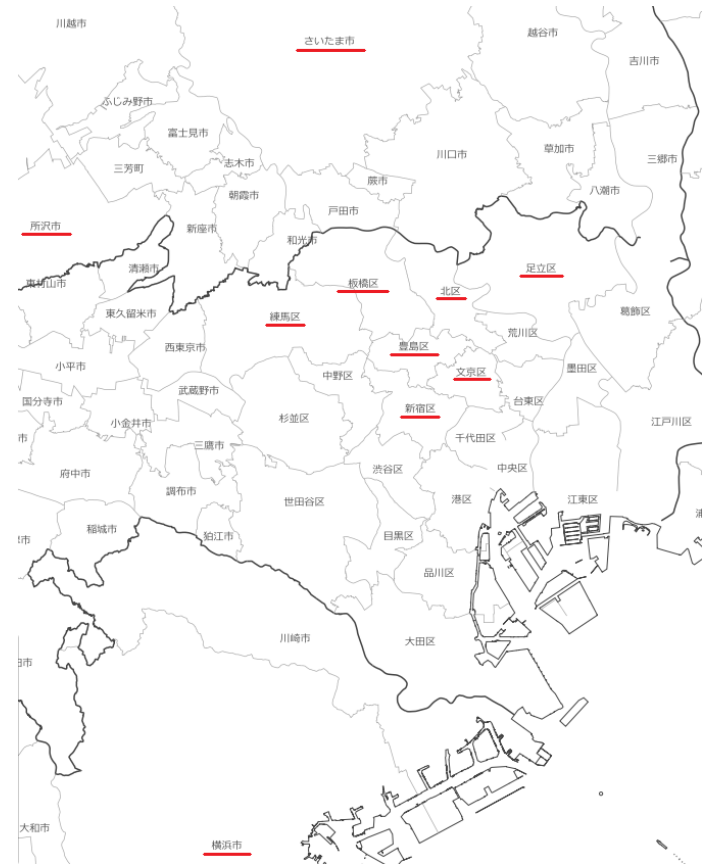 川越市
さいたま市
越谷市
吉川市
ふじみ野市
富士見市
三芳町
志木市
川口市
草加市
三郷市
朝霞市
蕨市
八潮市
戸田市
所沢市
新座市
和光市
清瀬市
足立区
東村山市
板橋区
北区
東久留米市
練馬区
葛飾区
荒川区
西東京市
豊島区
小平市
中野区
文京区
墨田区
武蔵野市
国分寺市
台東区
小金井市
杉並区
新宿区
江戸川区
市
三鷹市
千代田区
府中市
渋谷区
中央区
調布市
世田谷区
港区
江東区
稲城市
狛江市
目黒区
市
品川区
川崎市
大田区
市
大和市
横浜市